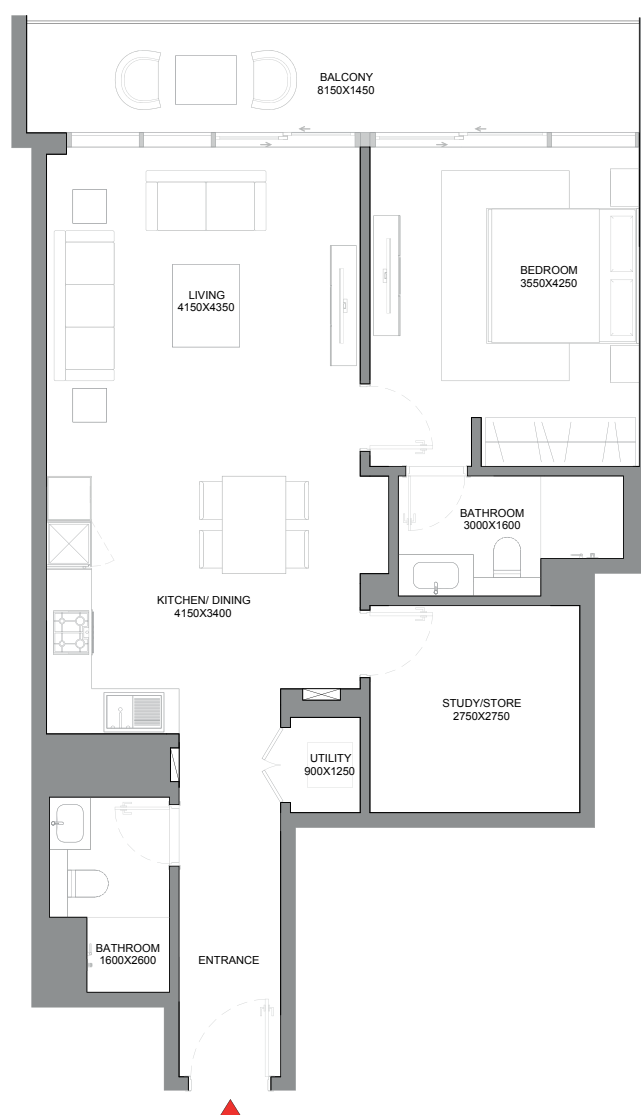 BALCONY
8150X1450
LIVING
4150X4350
BEDROOM
3550X4250
BATHROOM
3000X1600
KITCHEN/ DINING
4150X3400
STUDY/STORE
2750X2750
UTILITY
900X1250
BATHROOM
1600X2600
ENTRANCE